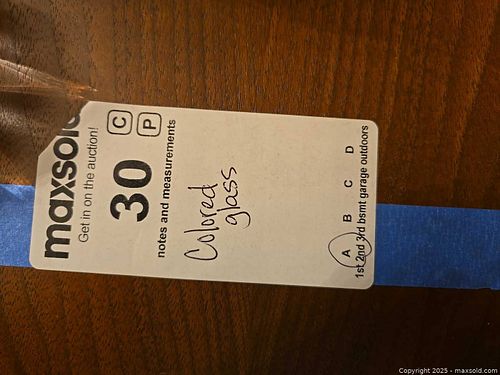 maxsold
Get in on the auction!
C
P
30
notes and measurements
Colored
glass
A B C D
1st 2nd 3rd bsmt garage outdoors
Copyright 2025 - maxsold.com